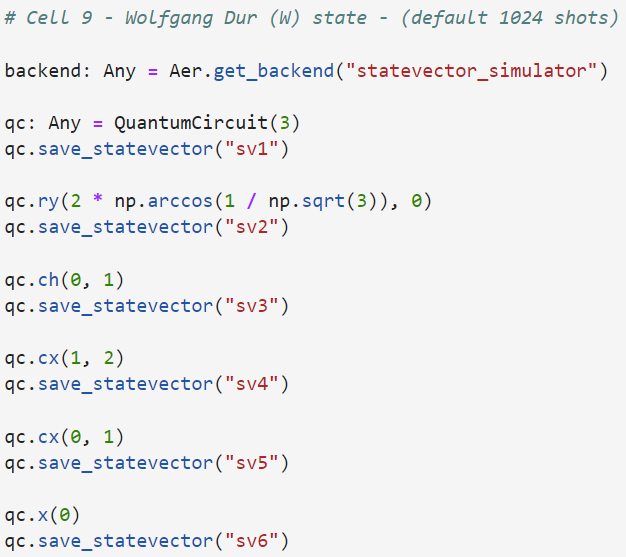 # Cell 9 - Wolfgang Dur (W) state - (default 1024 shots)
backend: Any = Aer.get_backend("statevector_simulator")
qc: Any = QuantumCircuit(3)
qc.save_statevector("sv1")
qc.ry(2 * np.arccos(1 / np.sqrt(3)), 0)
qc.save_statevector("sv2")
qc.ch(0, 1)
qc.save_statevector("sv3")
qc.cx(1, 2)
qc.save_statevector("sv4")
qc.cx(0, 1)
qc.save_statevector("sv5")
qc.x(0)
qc.save_statevector("sv6")